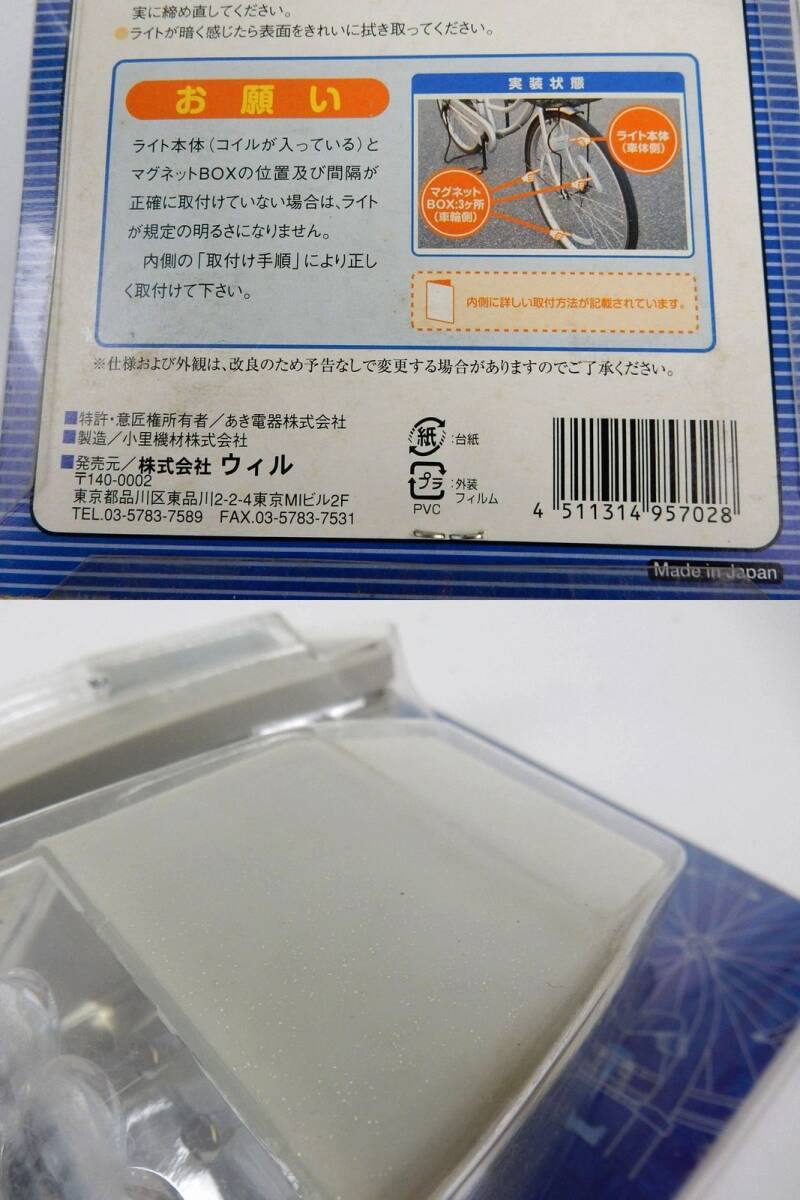 実に締め直してください。
●ライトが暗く感じたら表面をきれいに拭き取ってください。
お願い
ライト本体(コイルが入っている)と
マグネットBOXの位置及び間隔が
正確に取付けていない場合は、ライト
が規定の明るさになりません。
内側の「取付け手順」により正し
く取付けて下さい。
実装状態
ライト本体
(車体側)
マグネット
BOX:3ヶ所
(車輪側)
内側に詳しい取付方法が記載されています。
※仕様および外観は、改良のため予告なしで変更する場合がありますのでご了承ください。
■特許・意匠権所有者/あき電器株式会社
■製造/小里機材株式会社
■発売元/株式会社 ウィル
〒140-0002
東京都品川区東品川2-2-4東京MIビル2F
TEL.03-5783-7589 FAX.03-5783-7531
紙:台紙
プラ:外装
フィルム
PVC
4 511314 957028
Made in Japan